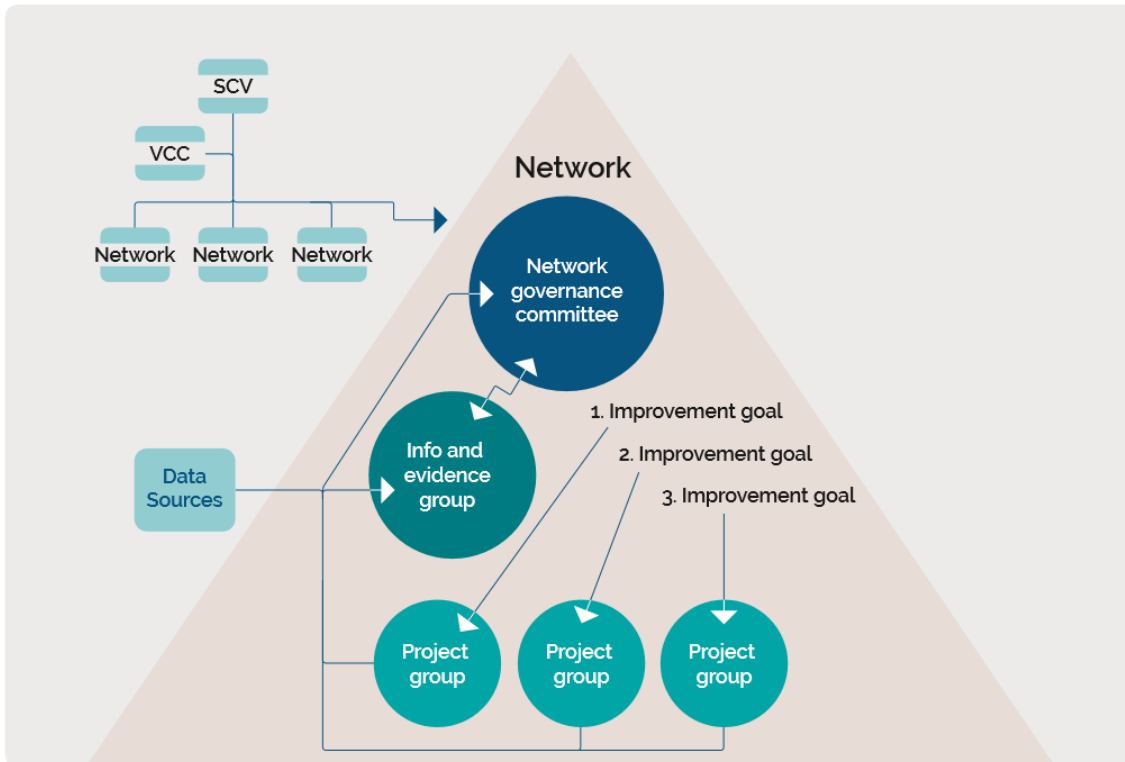 SCV
VCC
Network
Network
Network
Network
Network
governance
committee
Info and
evidence
group
Data
Sources
1. Improvement goal
2. Improvement goal
3. Improvement goal
Project
group
Project
group
Project
group